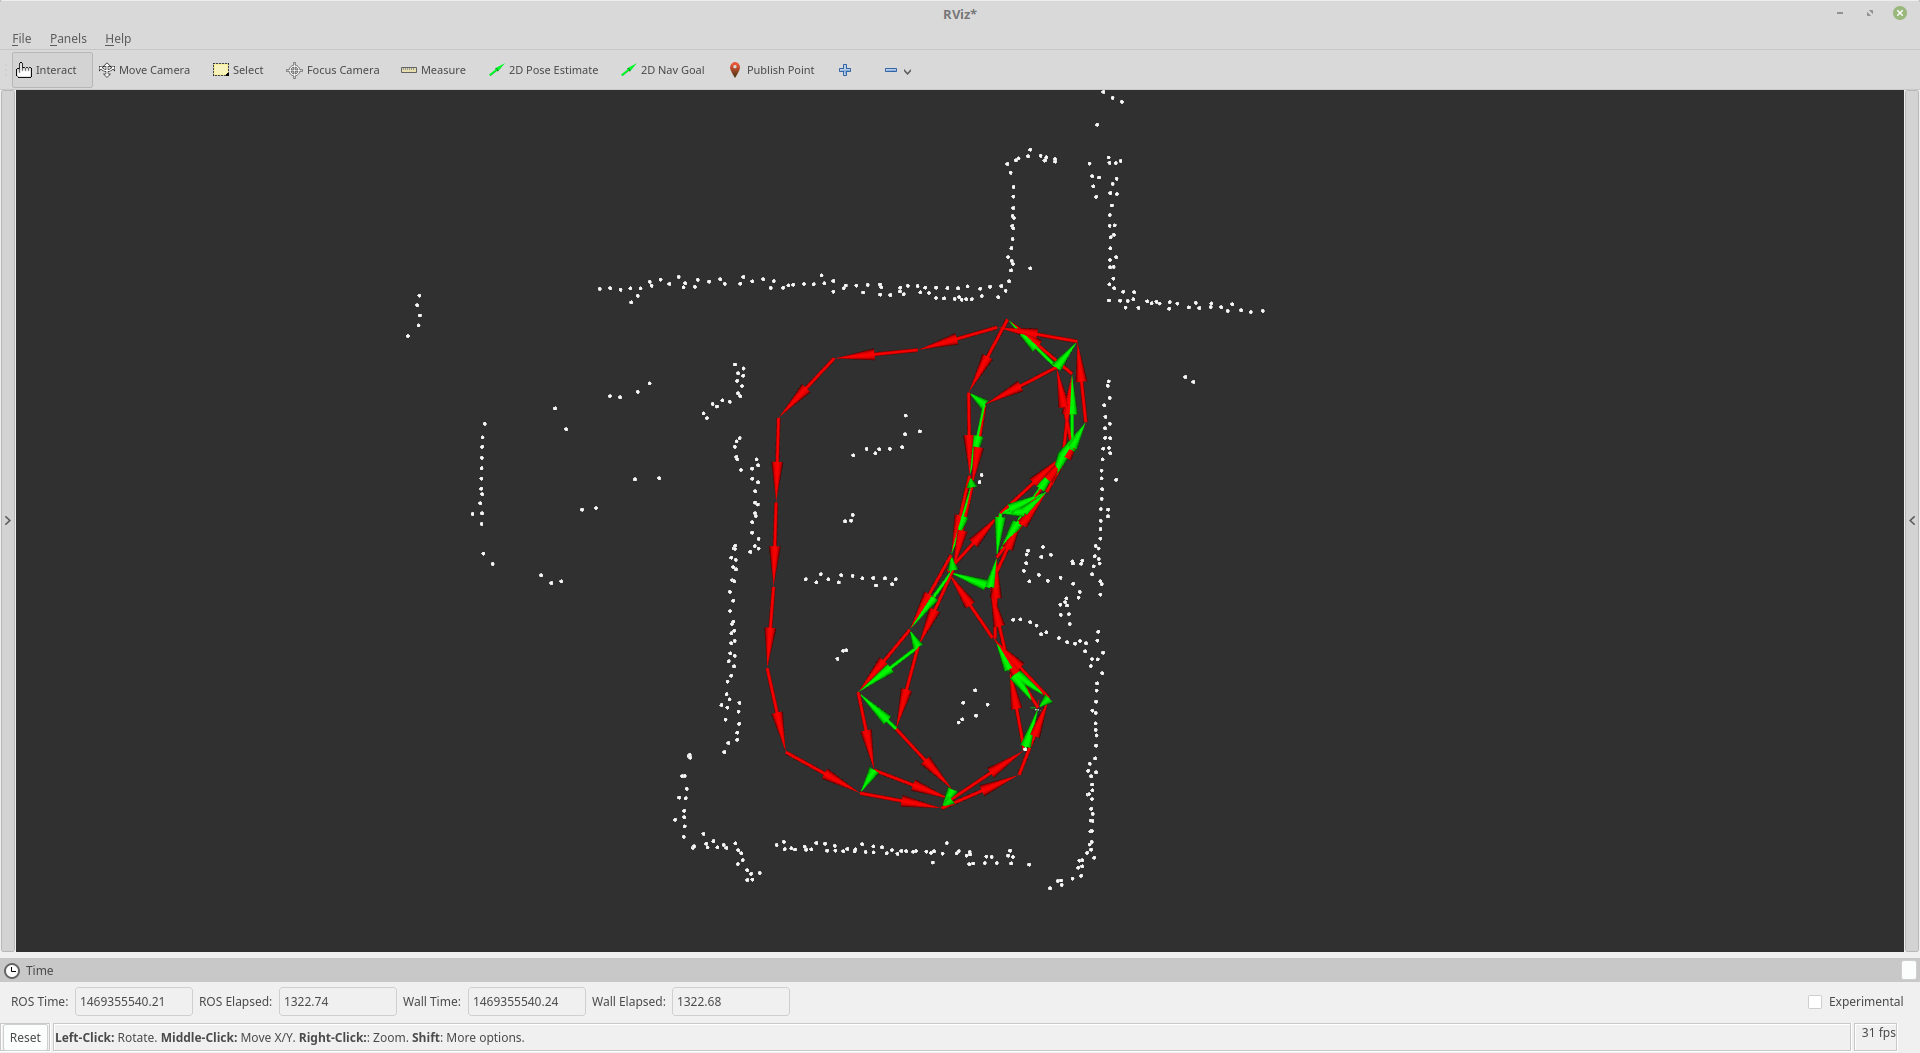 RViz*
File Panels Help
Interact Move Camera Select Focus Camera Measure 2D Pose Estimate 2D Nav Goal Publish Point
Time
ROS Time: 1469355540.21 ROS Elapsed: 1322.74 Wall Time: 1469355540.24 Wall Elapsed: 1322.68 Experimental
Reset Left-Click: Rotate. Middle-Click: Move X/Y. Right-Click:: Zoom. Shift: More options. 31 fps